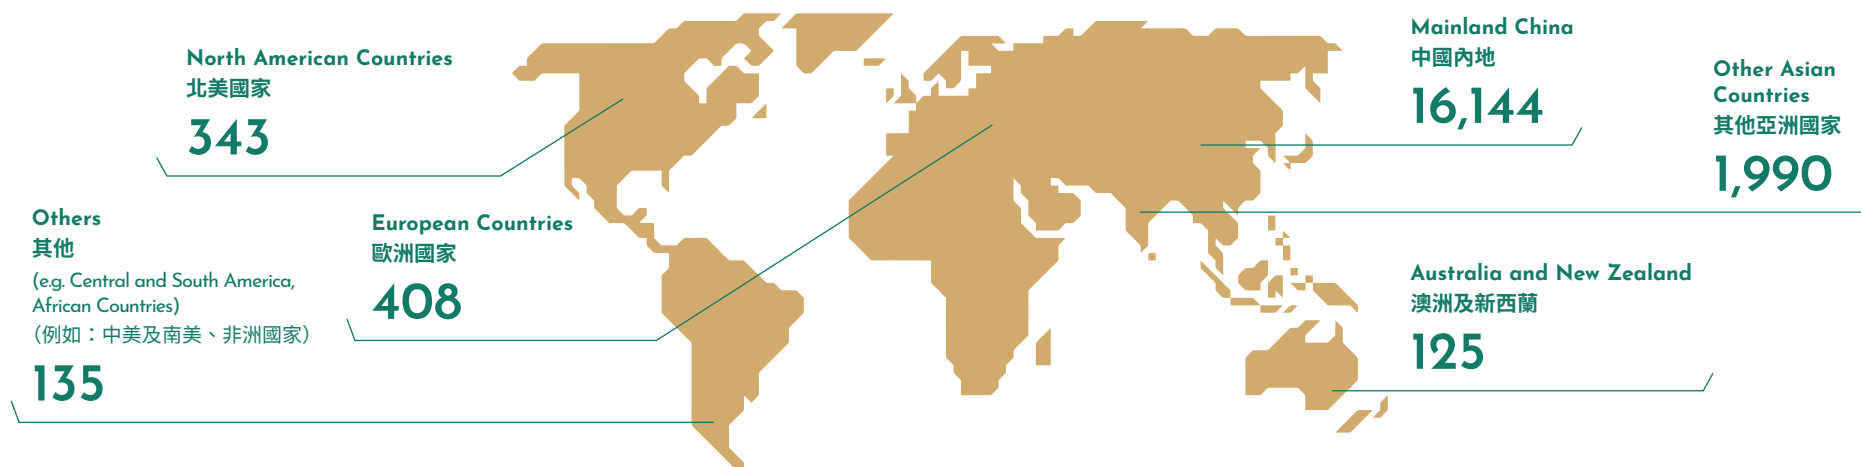 North American Countries
北美國家
343
Others
其他
(e.g. Central and South America,
African Countries)
（例如：中美及南美、非洲國家）
135
European Countries
歐洲國家
408
Mainland China
中國內地
16,144
Other Asian
Countries
其他亞洲國家
1,990
Australia and New Zealand
澳洲及新西蘭
125